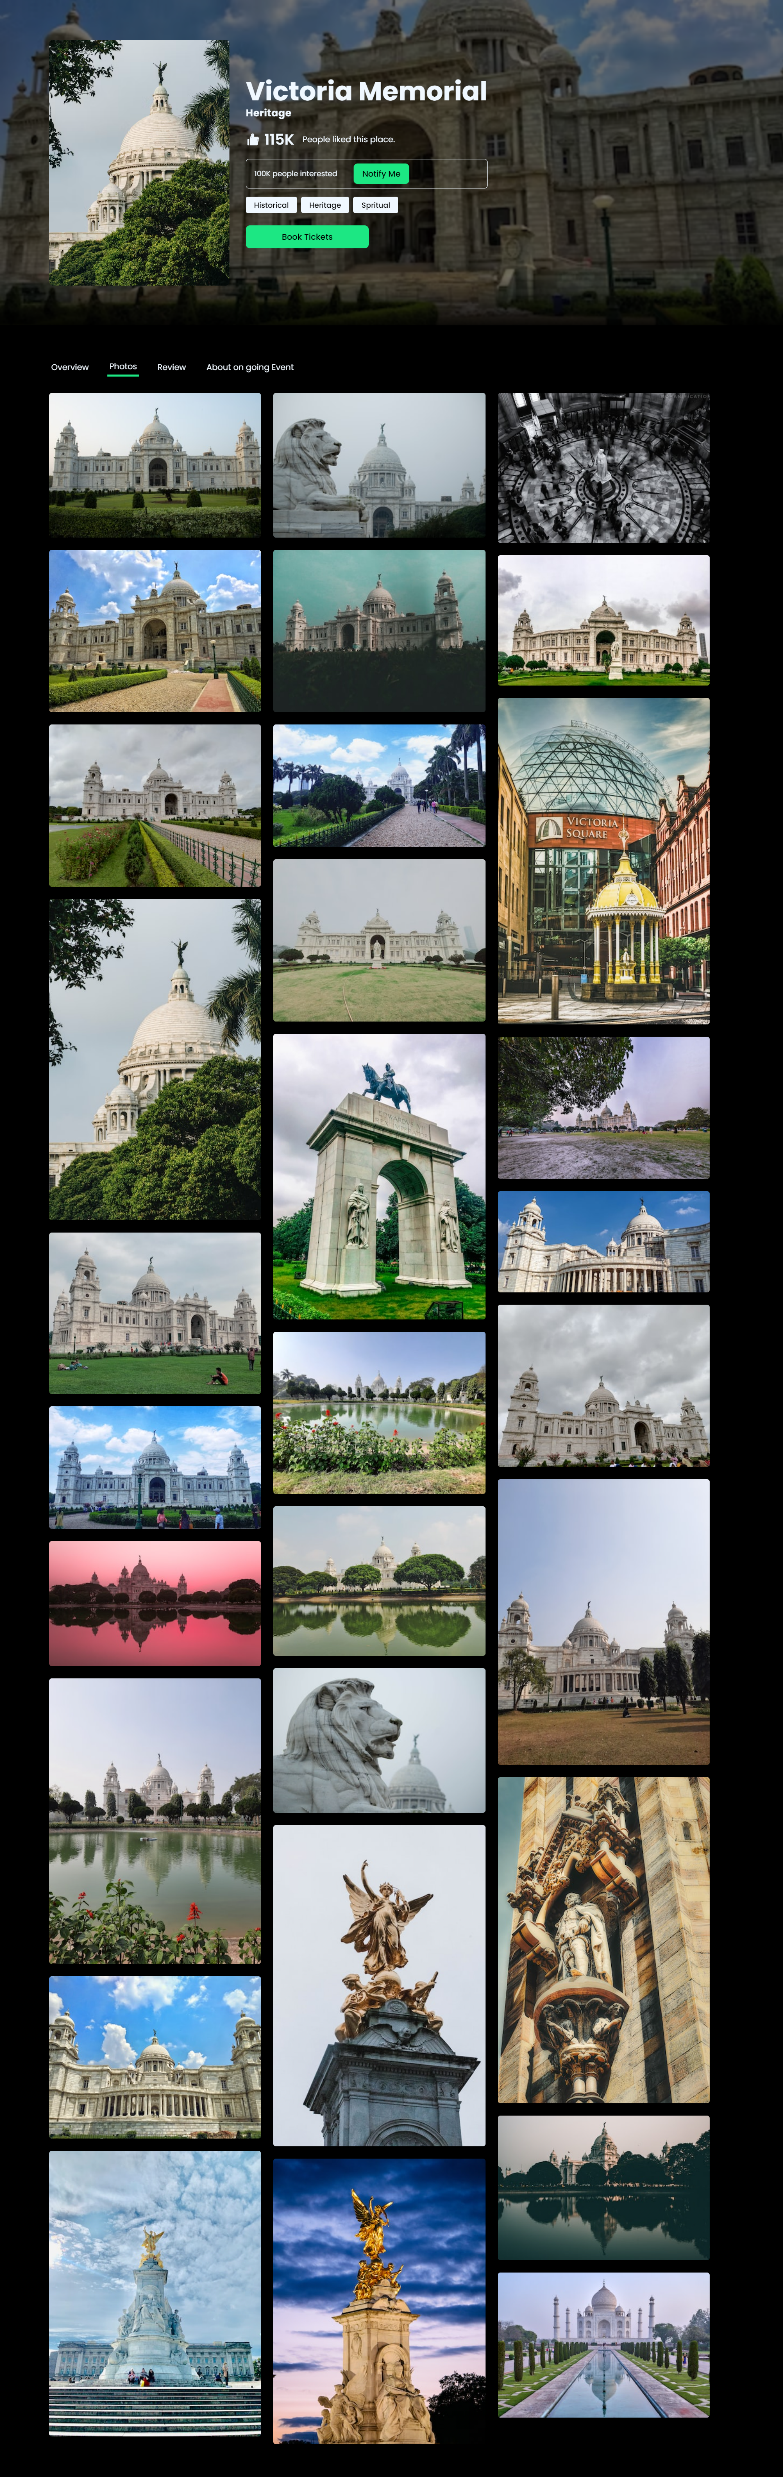 Victoria Memorial
Heritage
115K People liked this place.
100K people interested Notify Me
Historical Heritage Spritual
Book Tickets
Overview Photos Review About on going Event
VICTORIA
SQUARE